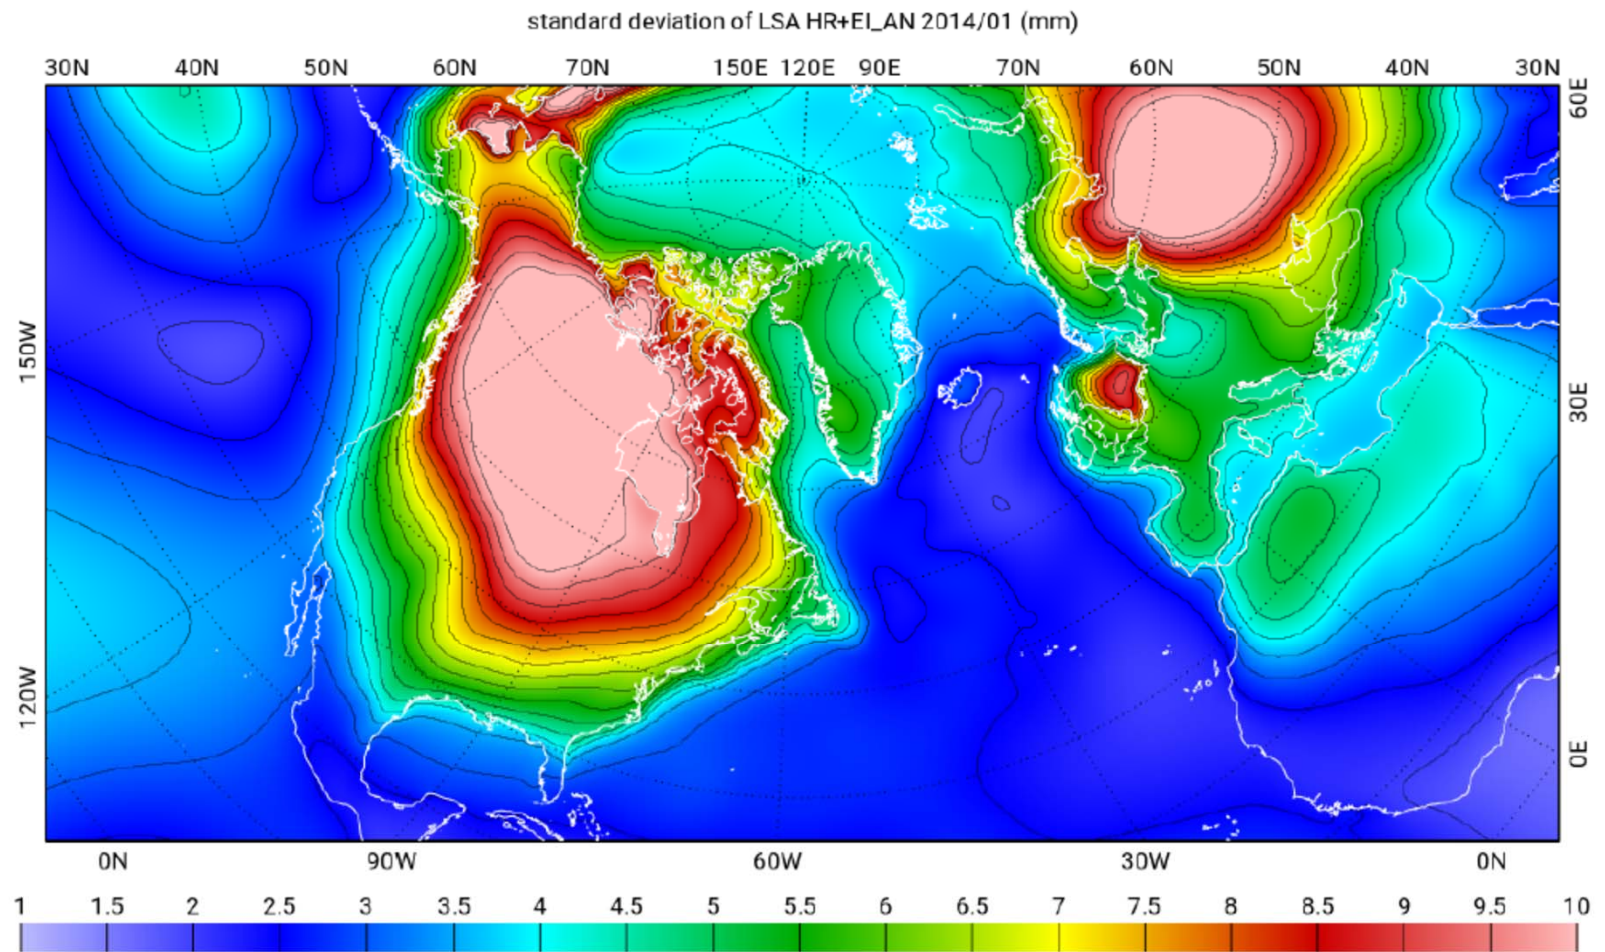 standard deviation of LSA HR+EI_AN 2014/01 (mm)
30N 40N 50N 60N 70N 150E 120E 90E 70N 60N 50N 40N 30N
60E
150W
30E
120W
0E
0N 90W 60W 30W 0N
1 1.5 2 2.5 3 3.5 4 4.5 5 5.5 6 6.5 7 7.5 8 8.5 9 9.5 10